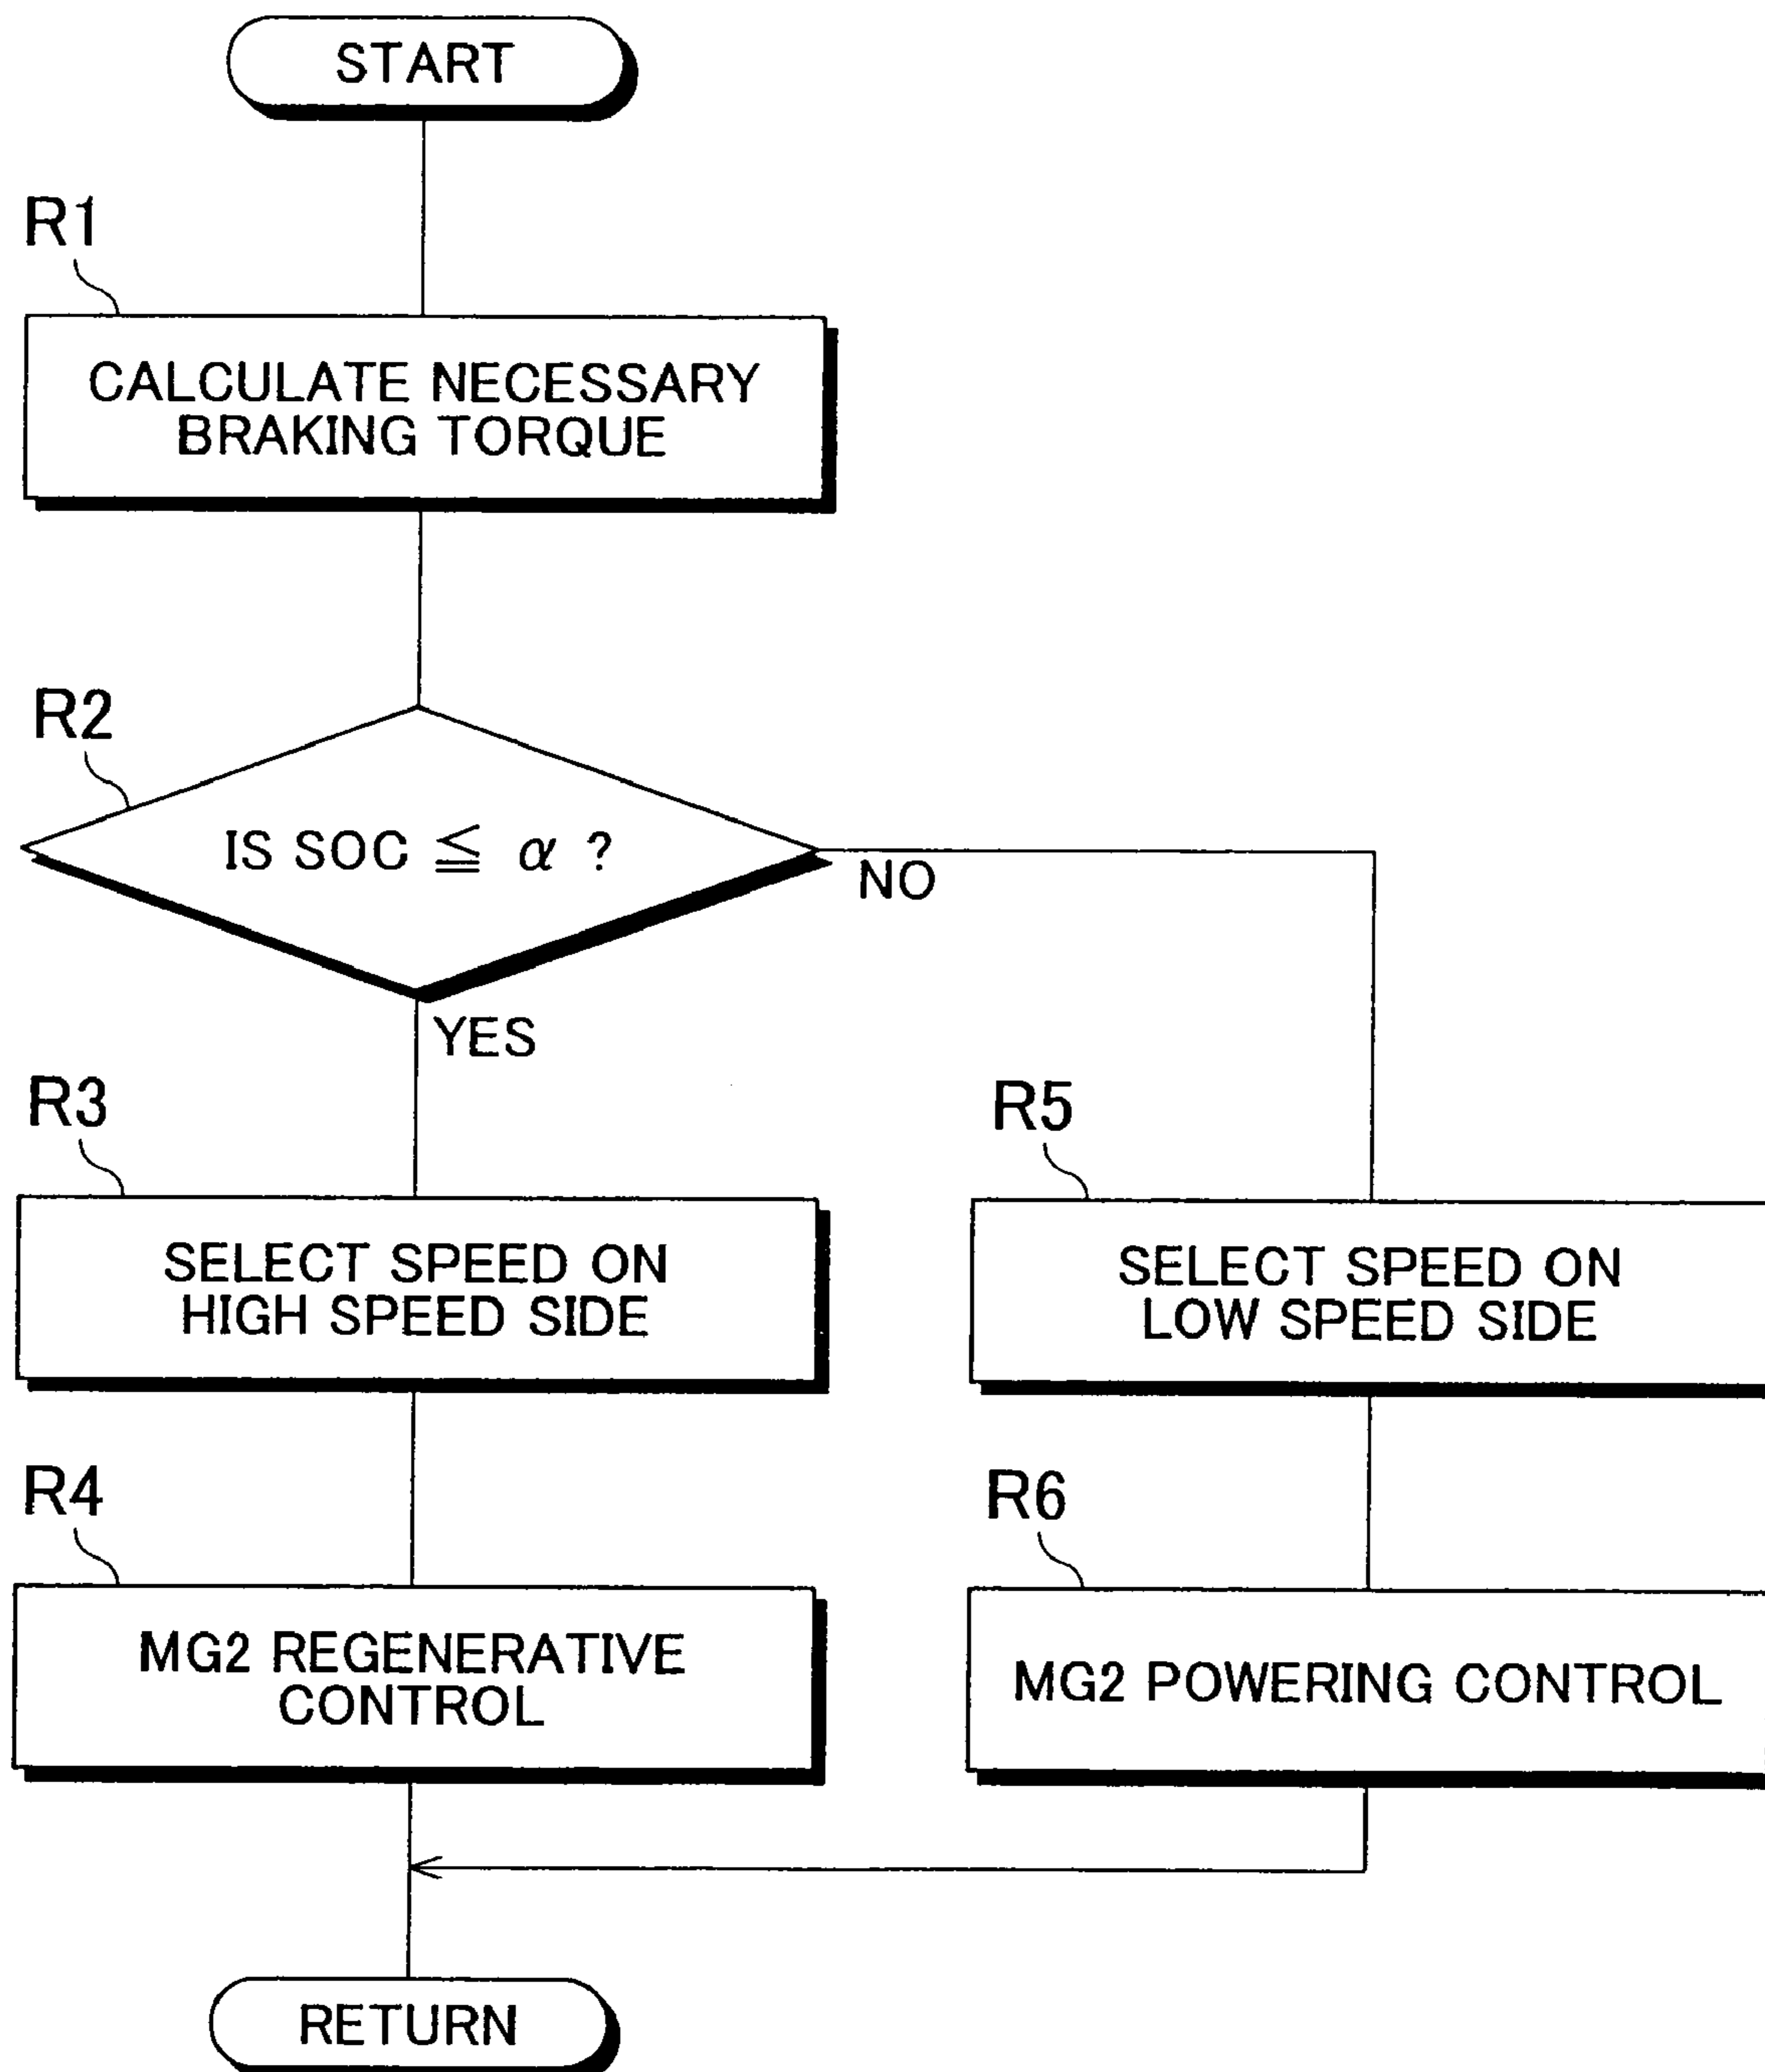 START
R1
CALCULATE NECESSARY
BRAKING TORQUE
R2
IS SOC ≦ α ?
NO
YES
R3
SELECT SPEED ON
HIGH SPEED SIDE
R5
SELECT SPEED ON
LOW SPEED SIDE
R4
MG2 REGENERATIVE
CONTROL
R6
MG2 POWERING CONTROL
RETURN